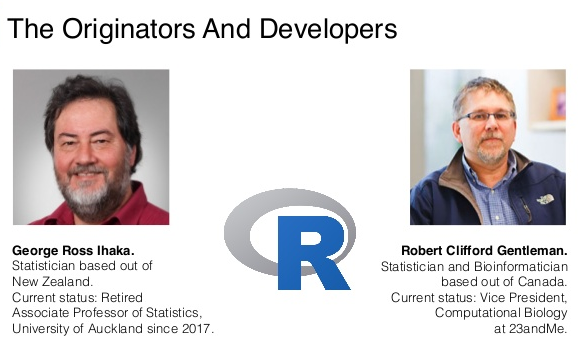 The Originators And Developers
George Ross Ihaka.
Statistician based out of
New Zealand.
Current status: Retired
Associate Professor of Statistics,
University of Auckland since 2017.
R
Robert Clifford Gentleman.
Statistician and Bioinformatician
based out of Canada.
Current status: Vice President,
Computational Biology
at 23andMe.